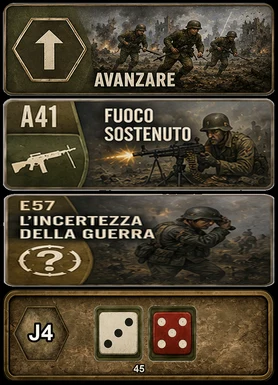 AVANZARE
A41
FUOCO
SOSTENUTO
E57
L'INCERTEZZA
DELLA GUERRA
?
J4
45